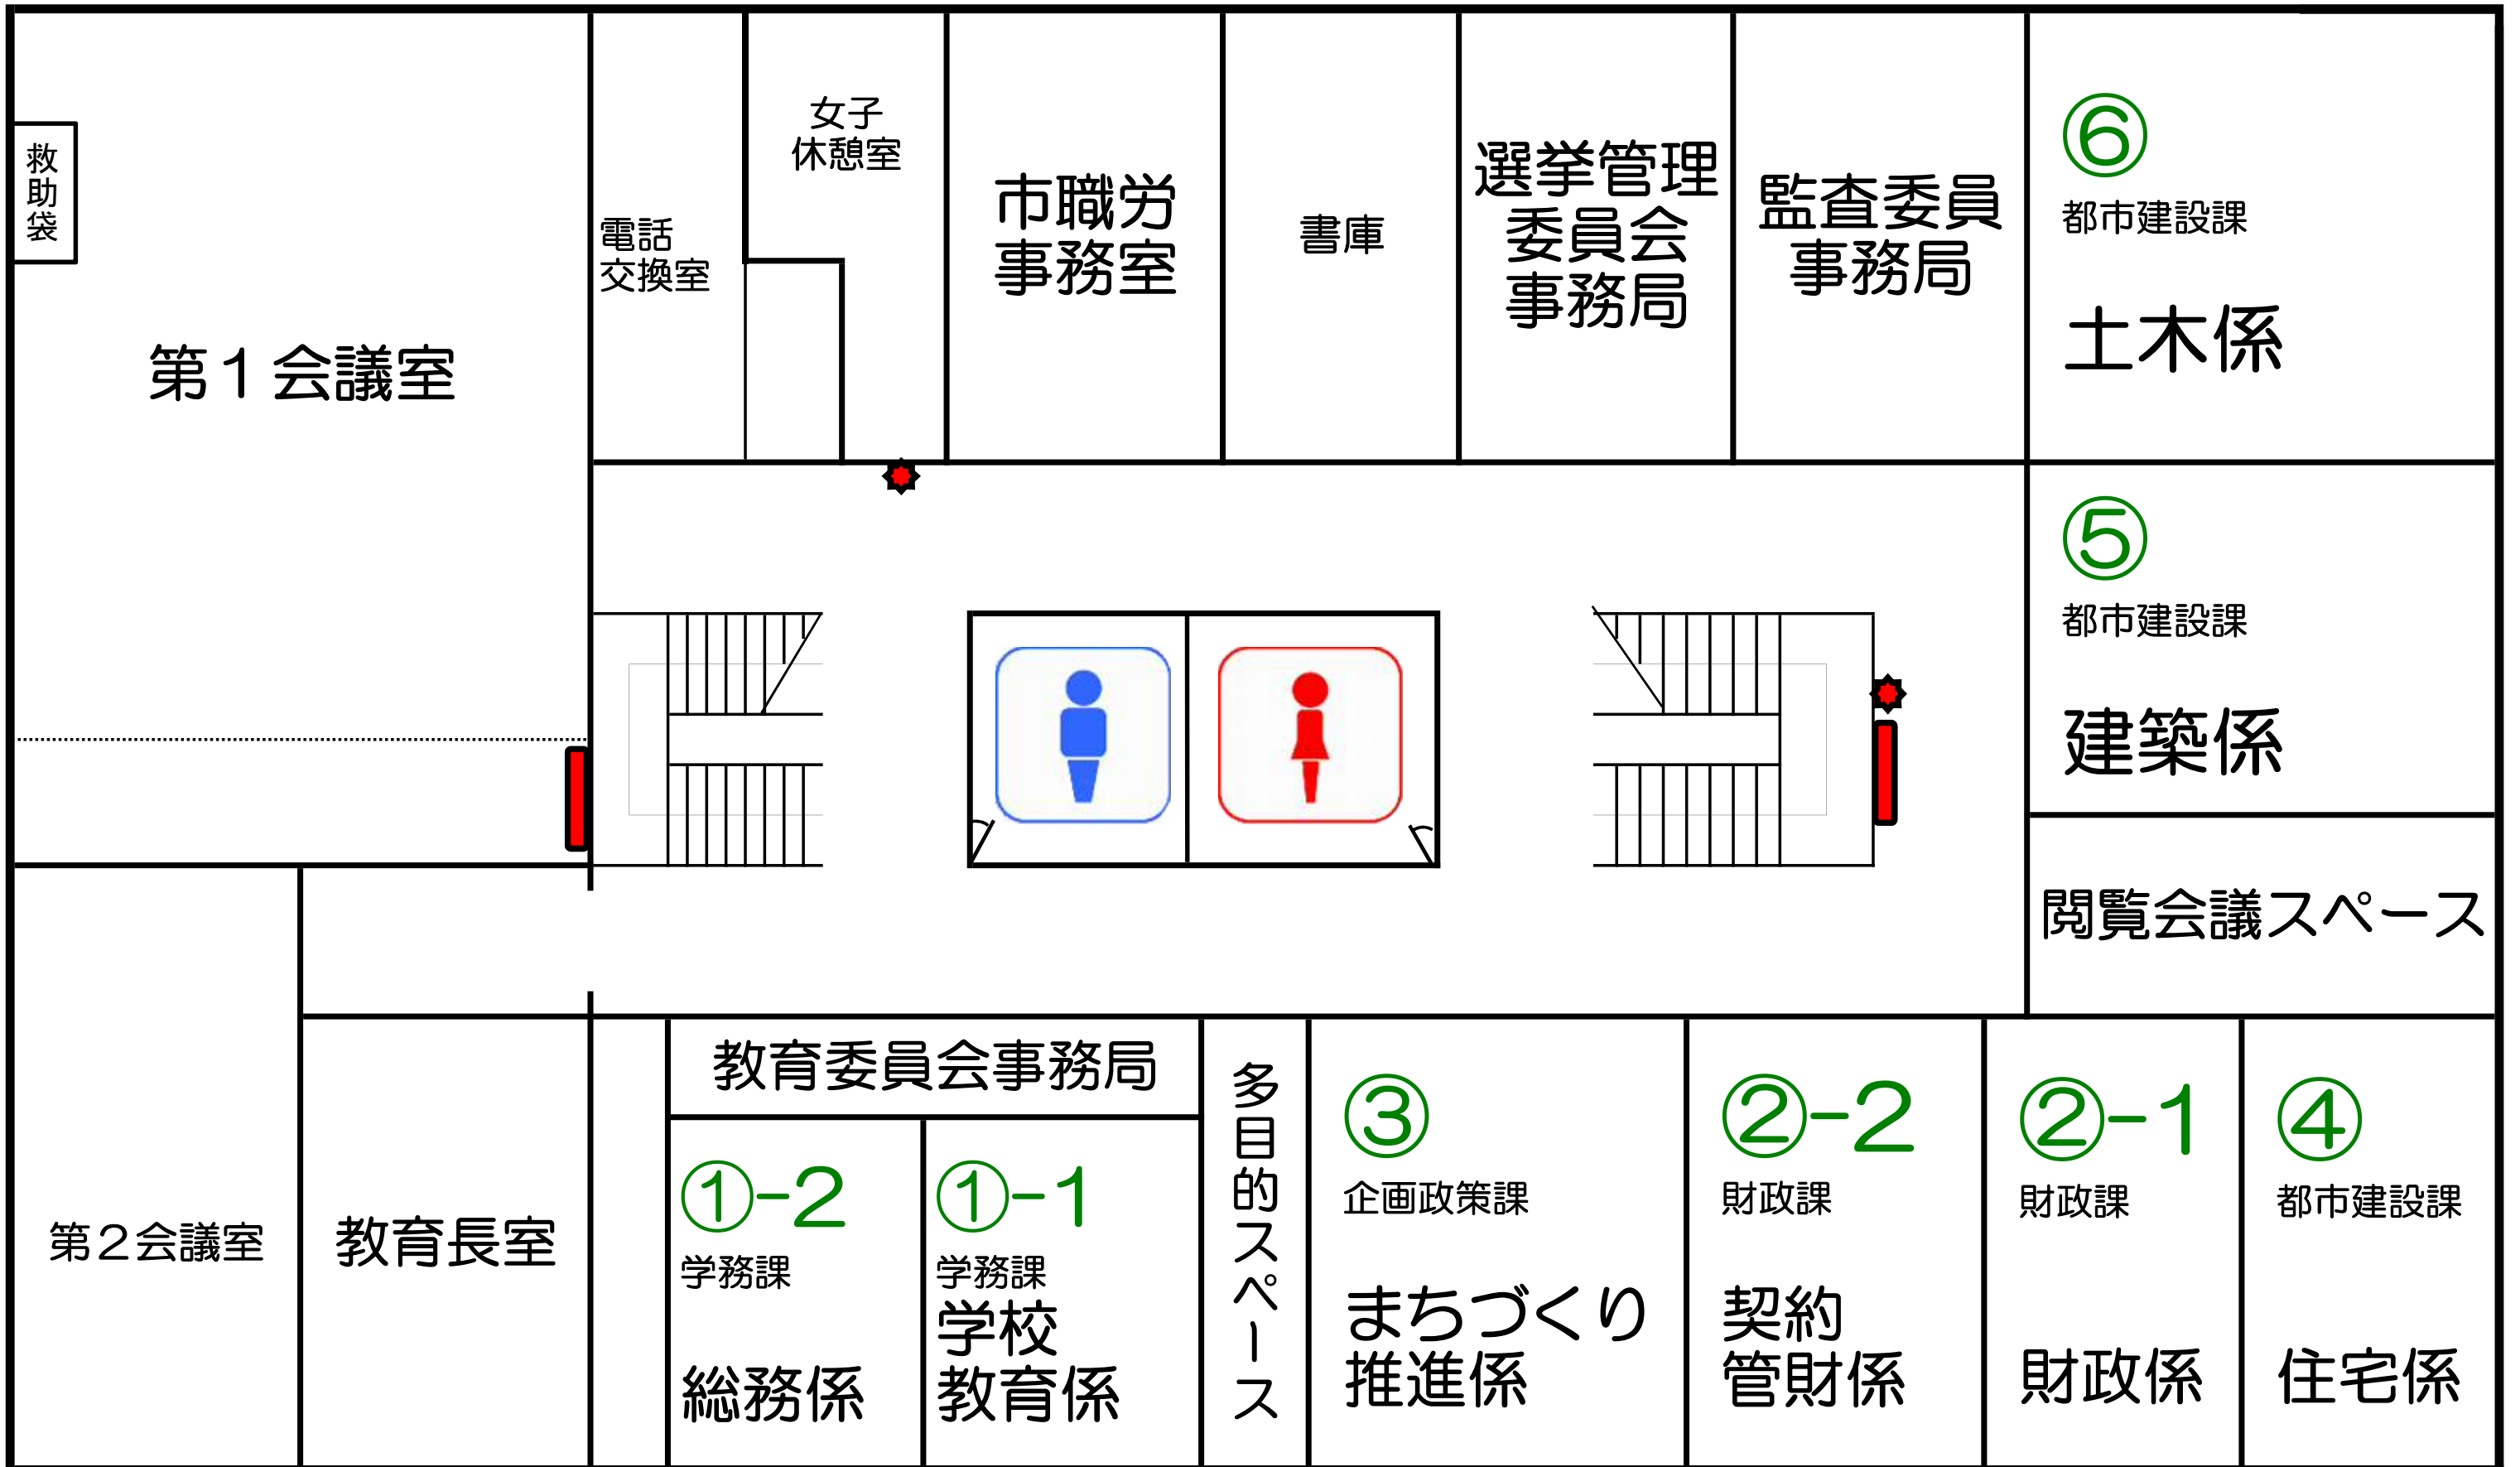 救助袋
第１会議室
電話
交換室
女子
休憩室
市職労
事務室
書庫
選挙管理
委員会
事務局
監査委員
事務局
⑥
都市建設課
土木係
⑤
都市建設課
建築係
閲覧会議スペース
第２会議室
教育長室
教育委員会事務局
①-2
学務課
総務係
①-1
学務課
学校
教育係
多目的スペース
③
企画政策課
まちづくり
推進係
②-2
財政課
契約
管財係
②-1
財政課
財政係
④
都市建設課
住宅係